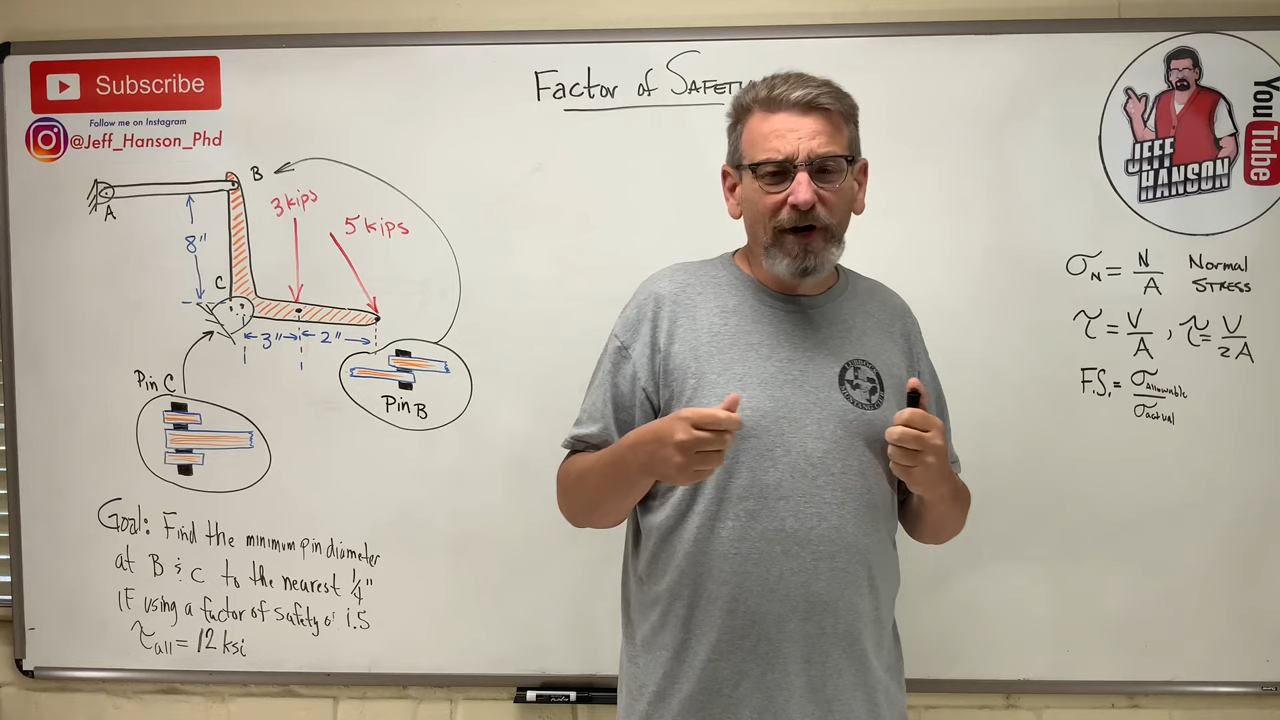 Subscribe
Follow me on Instagram
@Jeff_Hanson_Phd
Factor of SAFETY
JEFF
HANSON
YouTube
A
B
C
8"
3 kips
5 kips
3"
2"
Pin C
Pin B
Goal: Find the minimum pin diameter
at B & C to the nearest 1/4"
IF using a factor of safety of 1.5
τall = 12 ksi
σN = N/A Normal STRESS
τ = V/A , τ = V/2A
F.S. = σAllowable/σactual